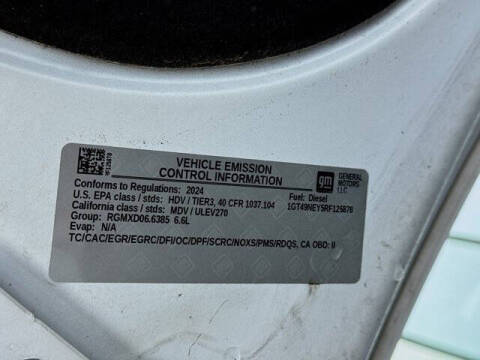 VEHICLE EMISSION
CONTROL INFORMATION
gm GENERAL MOTORS LLC
Conforms to Regulations: 2024
U.S. EPA class / stds: HDV / TIER3, 40 CFR 1037.104
California class / stds: MDV / ULEV270
Group: RGMXD06.6385 6.6L
Evap: N/A
Fuel: Diesel
1GT49NEY5RF125878
TC/CAC/EGR/EGRC/DFI/OC/DPF/SCRC/NOXS/PMS/RDQS, CA OBD: II